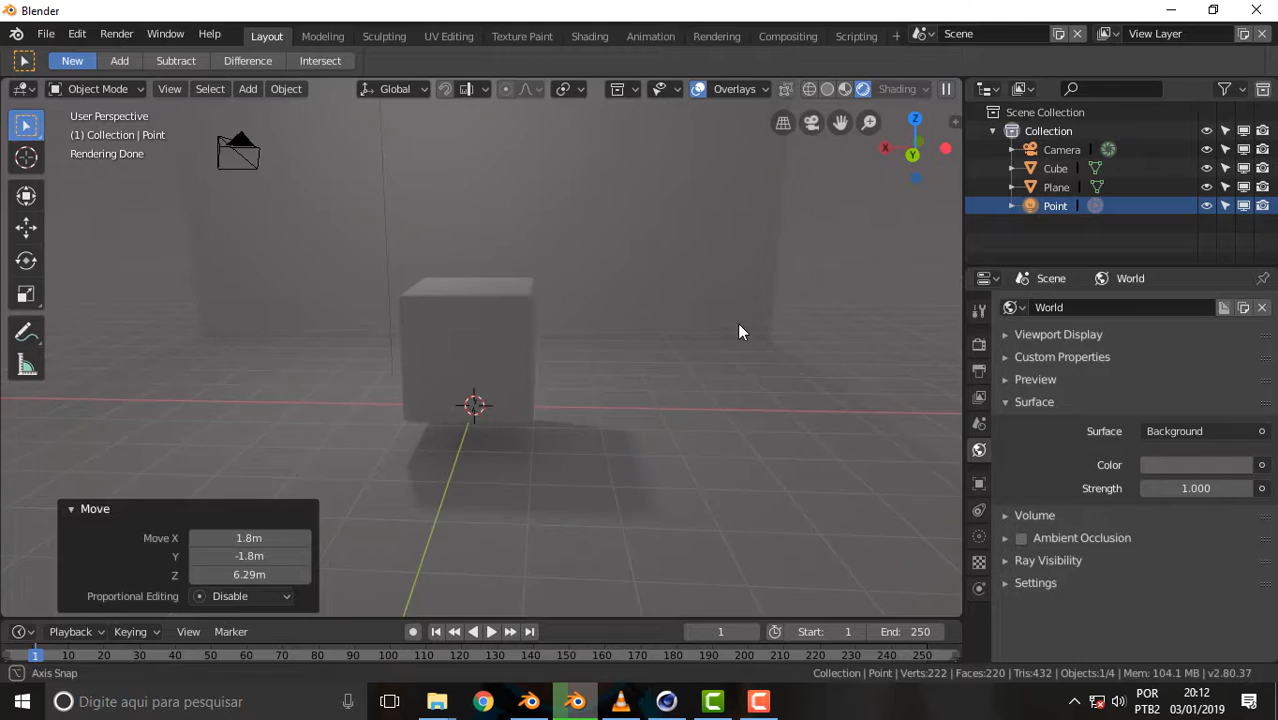 Blender
File Edit Render Window Help
Layout Modeling Sculpting UV Editing Texture Paint Shading Animation Rendering Compositing Scripting
Scene
View Layer
New Add Subtract Difference Intersect
Object Mode View Select Add Object Global Overlays Shading
User Perspective
(1) Collection | Point
Rendering Done
Z
X
Y
Scene Collection
Collection
Camera
Cube
Plane
Point
Scene World
World
Viewport Display
Custom Properties
Preview
Surface
Surface Background
Color
Strength 1.000
Volume
Ambient Occlusion
Ray Visibility
Settings
Move
Move X 1.8m
Y -1.8m
Z 6.29m
Proportional Editing Disable
Playback Keying View Marker 1 Start: 1 End: 250
1 10 20 30 40 50 60 70 80 90 100 110 120 130 140 150 160 170 180 190 200 210 220 230 240 250
Axis Snap
Collection | Point | Verts:222 | Faces:220 | Tris:432 | Objects:1/4 | Mem: 104.1 MB | v2.80.37
Digite aqui para pesquisar
POR
PTB2
20:12
03/01/2019